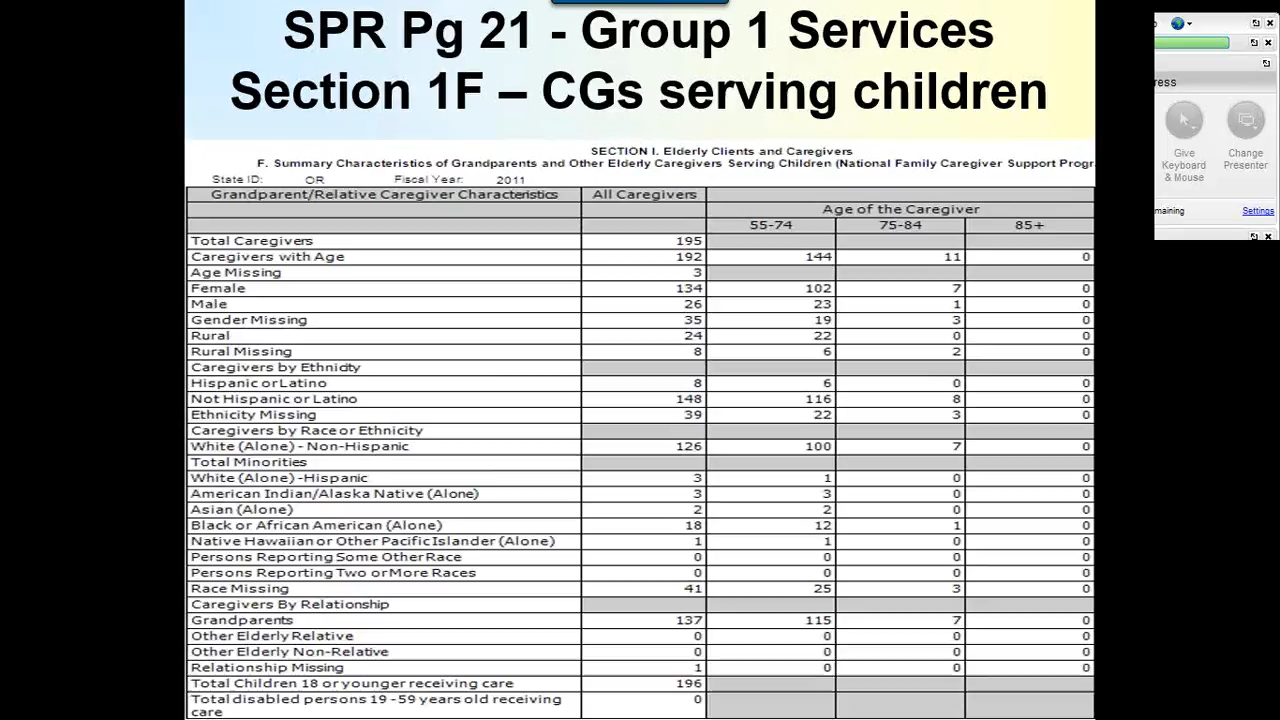 SPR Pg 21 - Group 1 Services
Section 1F – CGs serving children
SECTION I. Elderly Clients and Caregivers
F. Summary Characteristics of Grandparents and Other Elderly Caregivers Serving Children (National Family Caregiver Support
State ID: OR Fiscal Year: 2011
Grandparent/Relative Caregiver Characteristics All Caregivers
Age of the Caregiver
55-74 75-84 85+
Total Caregivers 195
Caregivers with Age 192 144 11 0
Age Missing 3
Female 134 102 7 0
Male 26 23 1 0
Gender Missing 35 19 3 0
Rural 24 22 0 0
Rural Missing 8 6 2 0
Caregivers by Ethnicity
Hispanic or Latino 8 6 0 0
Not Hispanic or Latino 148 116 8 0
Ethnicity Missing 39 22 3 0
Caregivers by Race or Ethnicity
White (Alone) - Non-Hispanic 126 100 7 0
Total Minorities
White (Alone) -Hispanic 3 1 0 0
American Indian/Alaska Native (Alone) 3 3 0 0
Asian (Alone) 2 2 0 0
Black or African American (Alone) 18 12 1 0
Native Hawaiian or Other Pacific Islander (Alone) 1 1 0 0
Persons Reporting Some Other Race 0 0 0 0
Persons Reporting Two or More Races 0 0 0 0
Race Missing 41 25 3 0
Caregivers By Relationship
Grandparents 137 115 7 0
Other Elderly Relative 0 0 0 0
Other Elderly Non-Relative 0 0 0 0
Relationship Missing 1 0 0 0
Total Children 18 or younger receiving care 196
Total disabled persons 19 -59 years old receiving 0
care
ress
Give
Keyboard
& Mouse
Change
Presenter
maining Settings